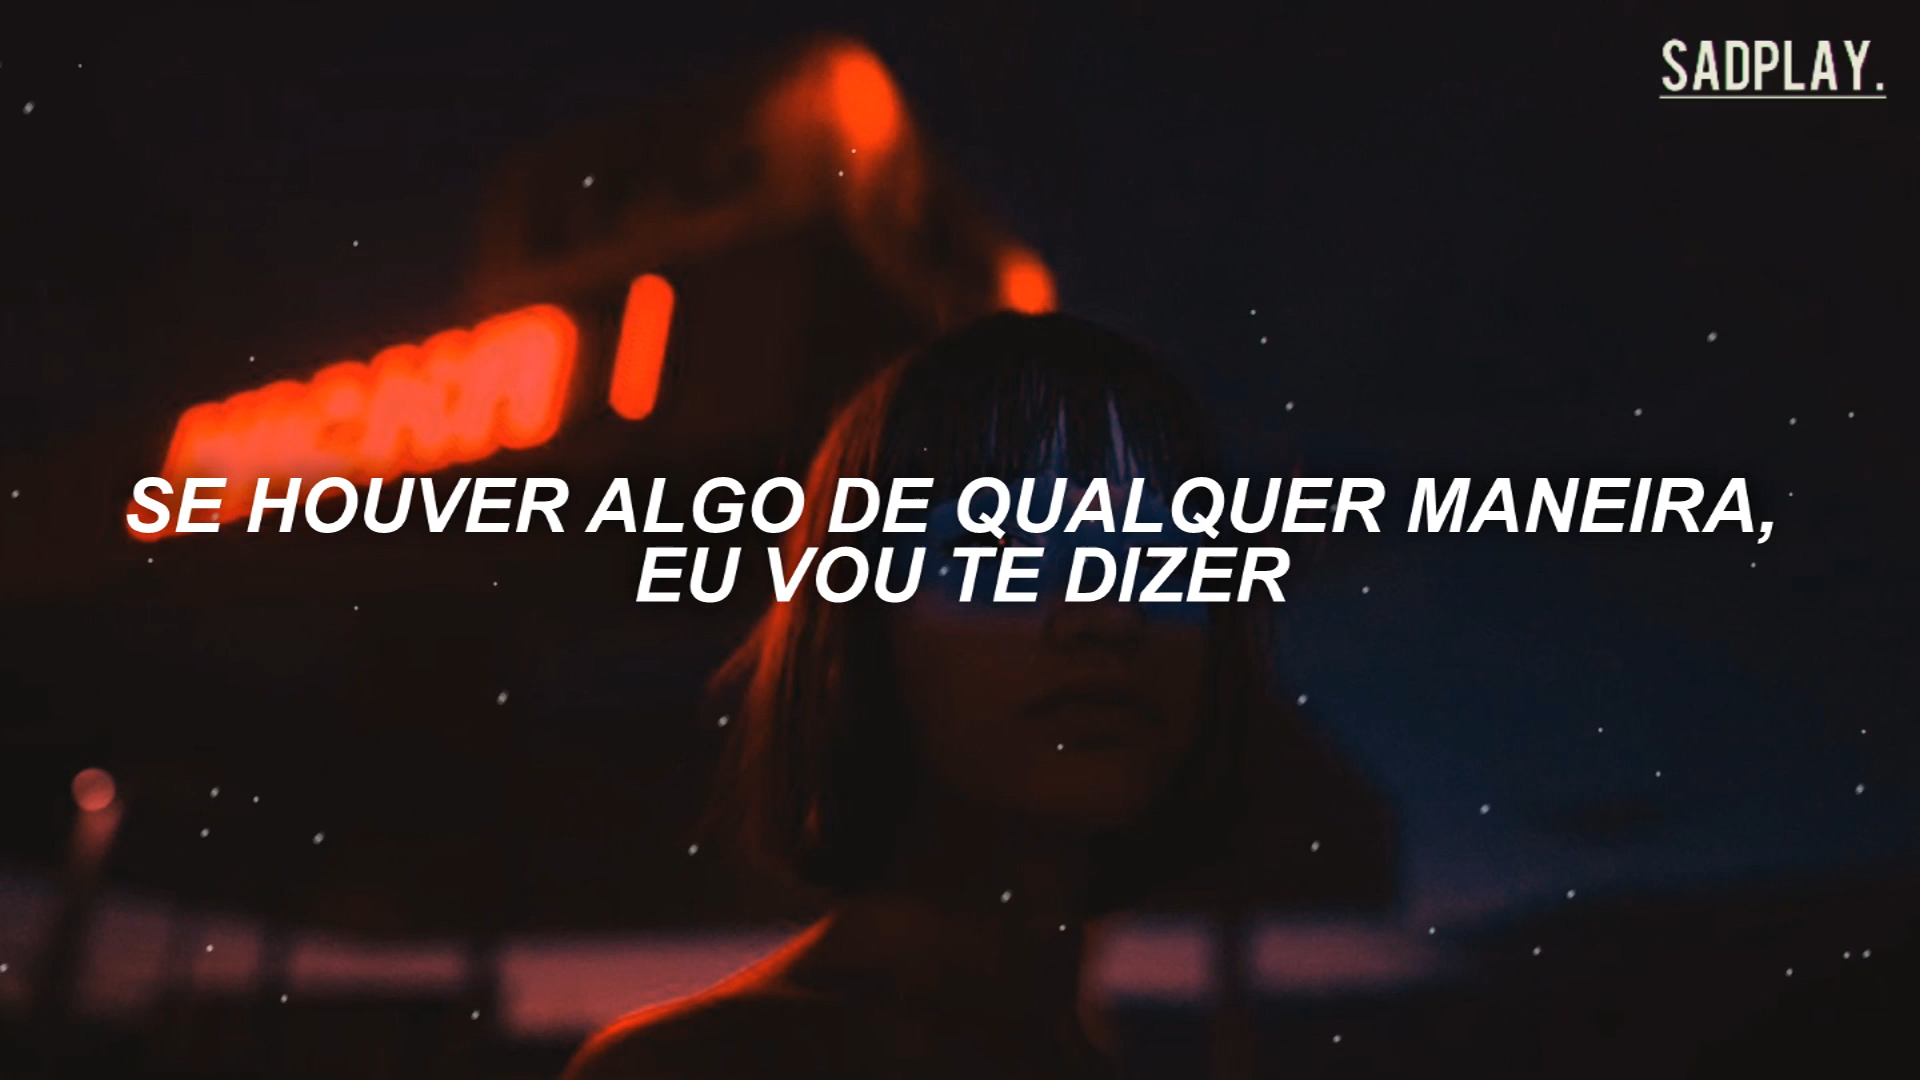 SADPLAY.
SE HOUVER ALGO DE QUALQUER MANEIRA,
EU VOU TE DIZER